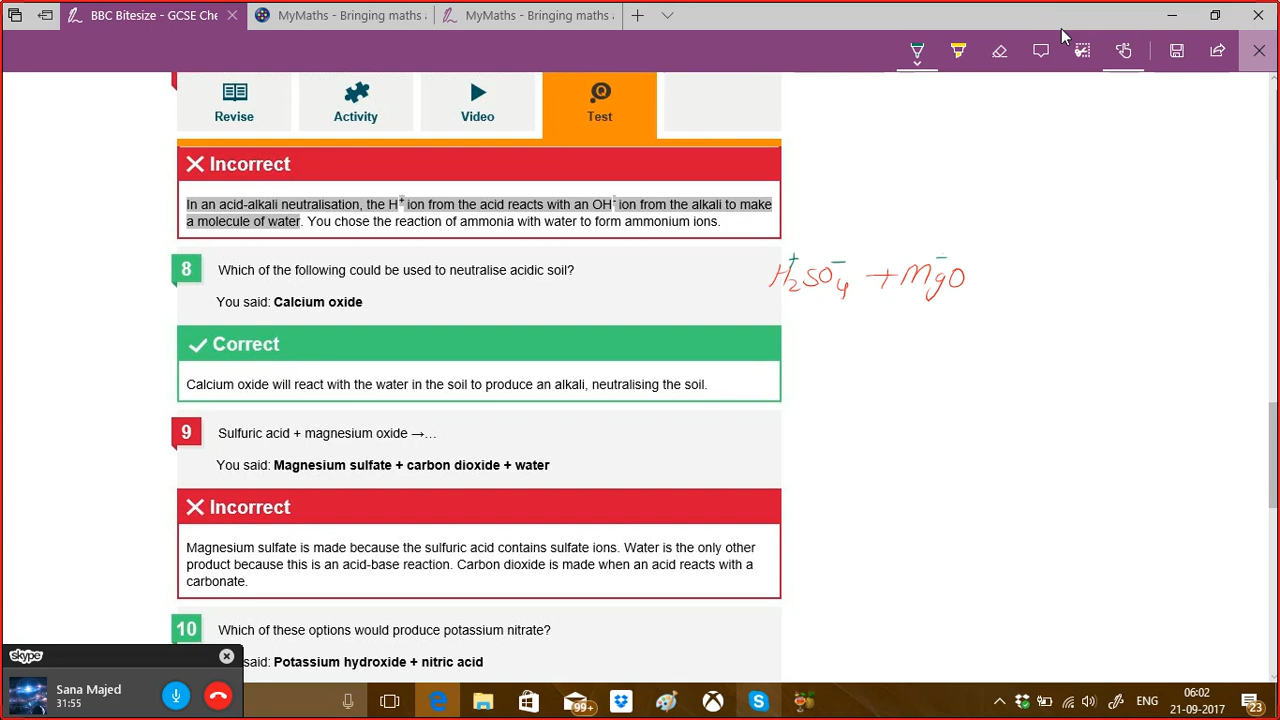 BBC Bitesize - GCSE Che
MyMaths - Bringing maths a
MyMaths - Bringing maths a
Revise
Activity
Video
Test
Incorrect
In an acid-alkali neutralisation, the H⁺ ion from the acid reacts with an OH⁻ ion from the alkali to make
a molecule of water. You chose the reaction of ammonia with water to form ammonium ions.
8 Which of the following could be used to neutralise acidic soil?
You said: Calcium oxide
H₂⁺SO₄⁻ + MgO⁻
Correct
Calcium oxide will react with the water in the soil to produce an alkali, neutralising the soil.
9 Sulfuric acid + magnesium oxide →…
You said: Magnesium sulfate + carbon dioxide + water
Incorrect
Magnesium sulfate is made because the sulfuric acid contains sulfate ions. Water is the only other
product because this is an acid-base reaction. Carbon dioxide is made when an acid reacts with a
carbonate.
10 Which of these options would produce potassium nitrate?
said: Potassium hydroxide + nitric acid
skype
Sana Majed
31:55
99+
ENG
06:02
21-09-2017
23